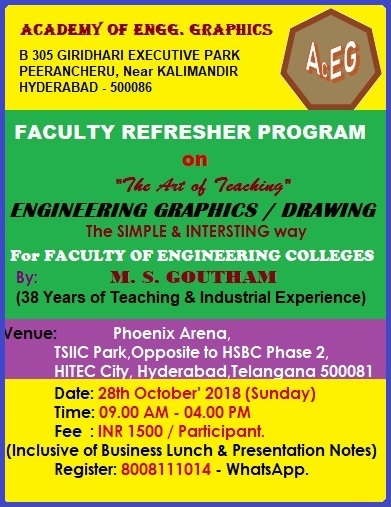 ACADEMY OF ENGG. GRAPHICS
B 305 GIRIDHARI EXECUTIVE PARK
PEERANCHERU, Near KALIMANDIR
HYDERABAD - 500086
AcEG
FACULTY REFRESHER PROGRAM
on
"The Art of Teaching"
ENGINEERING GRAPHICS / DRAWING
The SIMPLE & INTERSTING way
For FACULTY OF ENGINEERING COLLEGES
By: M. S. GOUTHAM
(38 Years of Teaching & Industrial Experience)
Venue: Phoenix Arena,
TSIIC Park,Opposite to HSBC Phase 2,
HITEC City, Hyderabad,Telangana 500081
Date: 28th October' 2018 (Sunday)
Time: 09.00 AM - 04.00 PM
Fee : INR 1500 / Participant.
(Inclusive of Business Lunch & Presentation Notes)
Register: 8008111014 - WhatsApp.